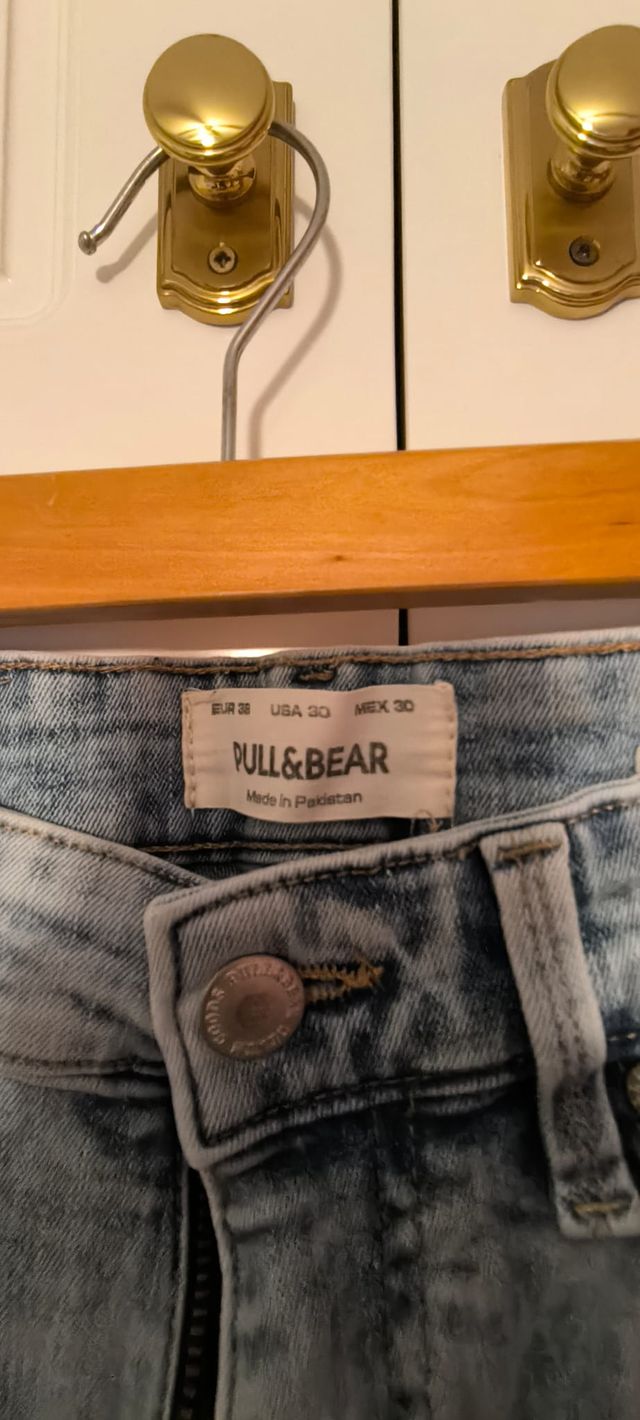 EUR 38 USA 30 MEX 30
PULL&BEAR
Made in Pakistan